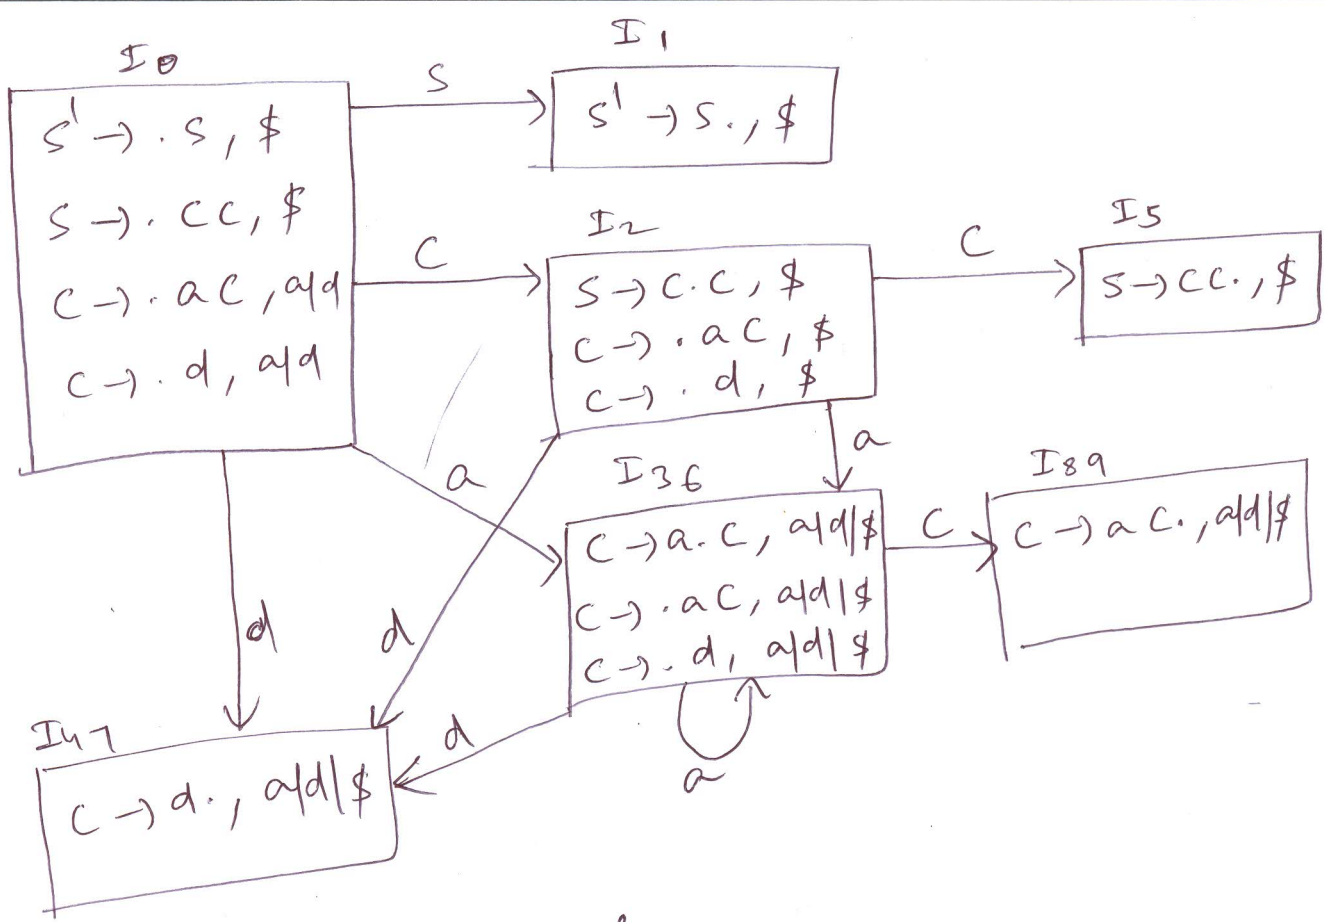 I0
S' → . S, $
S → . CC, $
C → . aC, a/d
C → . d, a/d
S
I1
S' → S., $
C
I2
S → C.C, $
C → . aC, $
C → . d, $
C
I5
S → CC., $
a
a
I36
C → a.C, a/d/$
C → . aC, a/d/$
C → . d, a/d/$
C
I89
C → aC., a/d/$
d
d
d
a
I47
C → d., a/d/$